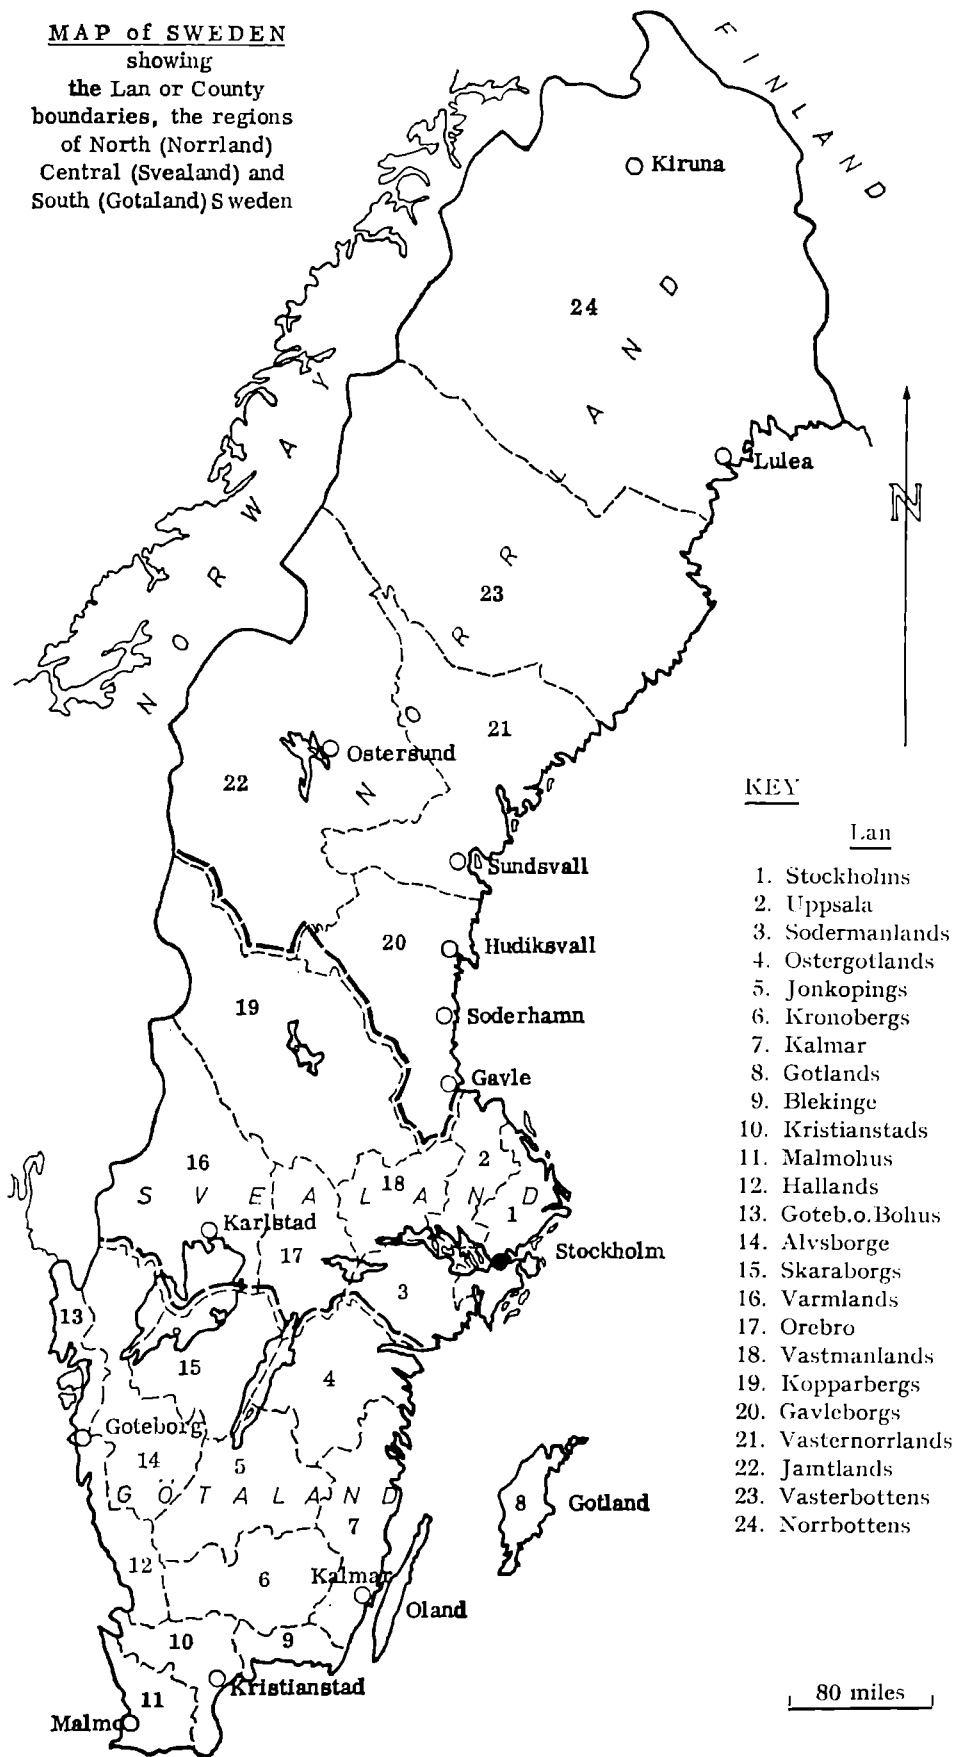 MAP of SWEDEN
showing
the Lan or County
boundaries, the regions
of North (Norrland)
Central (Svealand) and
South (Gotaland) Sweden
FINLAND
Kiruna
24
NORRLAND
NORWAY
Lulea
N
23
21
22
Ostersund
Sundsvall
20
Hudiksvall
19
Soderhamn
Gavle
16
2
18
SVEALAND
1
Karlstad
17
Stockholm
3
13
15
4
Goteborg
14
5
GÖTALAND
8
Gotland
7
12
6
Kalmar
Oland
10
9
Kristianstad
11
Malmo
KEY
Lan
1. Stockholms
2. Uppsala
3. Sodermanlands
4. Ostergotlands
5. Jonkopings
6. Kronobergs
7. Kalmar
8. Gotlands
9. Blekinge
10. Kristianstads
11. Malmohus
12. Hallands
13. Goteb.o.Bohus
14. Alvsborge
15. Skaraborgs
16. Varmlands
17. Orebro
18. Vastmanlands
19. Kopparbergs
20. Gavleborgs
21. Vasternorrlands
22. Jamtlands
23. Vasterbottens
24. Norrbottens
80 miles